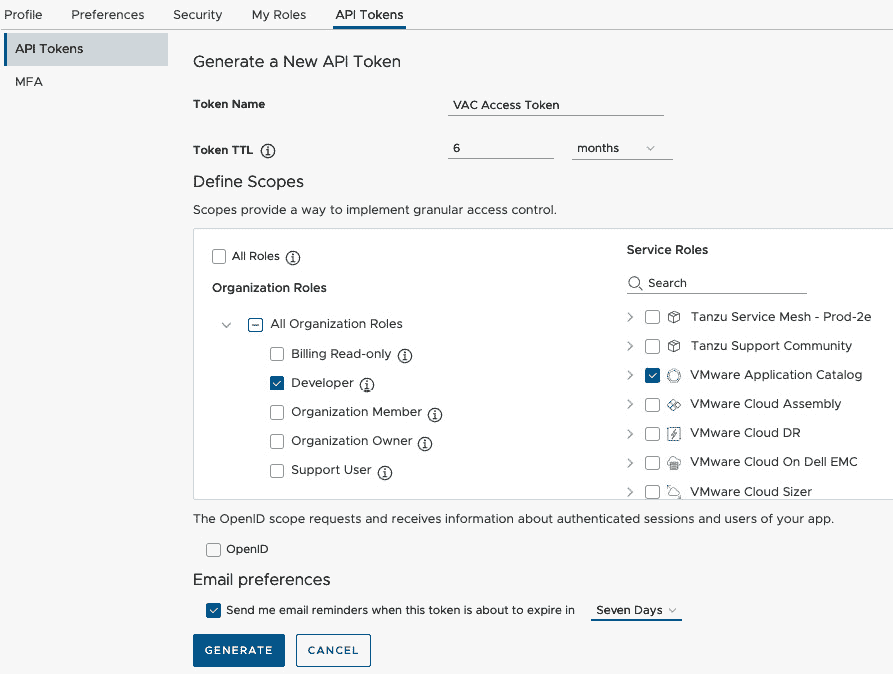 Profile Preferences Security My Roles API Tokens
API Tokens
MFA
Generate a New API Token
Token Name VAC Access Token
Token TTL 6 months
Define Scopes
Scopes provide a way to implement granular access control.
All Roles
Organization Roles
All Organization Roles
Billing Read-only
Developer
Organization Member
Organization Owner
Support User
Service Roles
Search
Tanzu Service Mesh - Prod-2e
Tanzu Support Community
VMware Application Catalog
VMware Cloud Assembly
VMware Cloud DR
VMware Cloud On Dell EMC
VMware Cloud Sizer
The OpenID scope requests and receives information about authenticated sessions and users of your app.
OpenID
Email preferences
Send me email reminders when this token is about to expire in Seven Days
GENERATE CANCEL